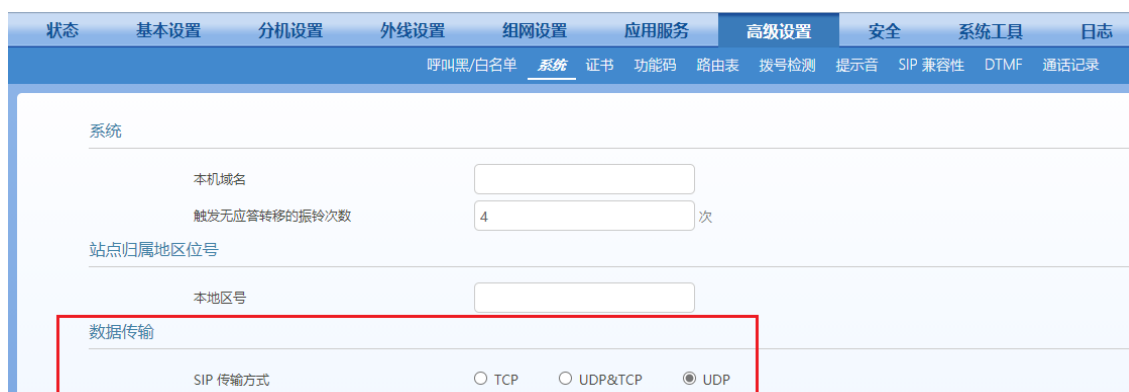 状态 基本设置 分机设置 外线设置 组网设置 应用服务 高级设置 安全 系统工具 日志
呼叫黑/白名单 系统 证书 功能码 路由表 拨号检测 提示音 SIP 兼容性 DTMF 通话记录
系统
本机域名
触发无应答转移的振铃次数 4 次
站点归属地区位号
本地区号
数据传输
SIP 传输方式 TCP UDP&TCP UDP